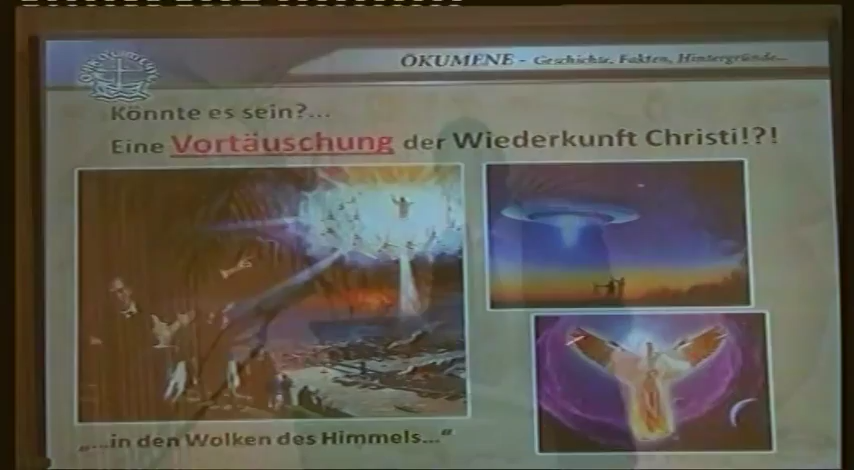 ÖKUMENE - Geschichte, Fakten, Hintergründe...
Könnte es sein?...
Eine Vortäuschung der Wiederkunft Christi!?!
„...in den Wolken des Himmels...“